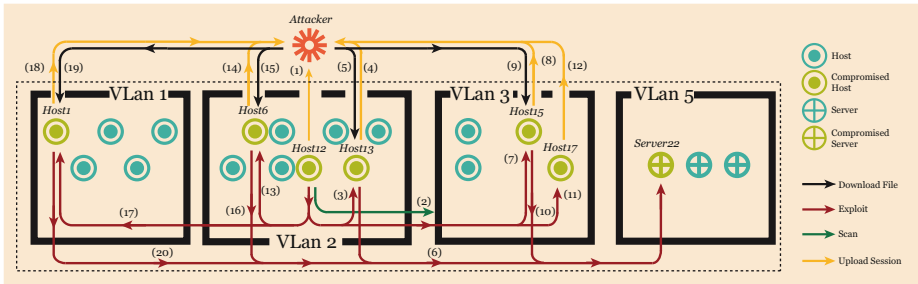 Attacker
(18)
(19)
(14)
(15)
(1)
(5)
(4)
(9)
(8)
(12)
VLan 1
VLan 3
VLan 5
Host1
Host6
Host15
Host12
Host13
Host17
Server22
(7)
(13)
(3)
(11)
(2)
(16)
(10)
(17)
VLan 2
(20)
(6)
Host
Compromised
Host
Server
Compromised
Server
Download File
Exploit
Scan
Upload Session